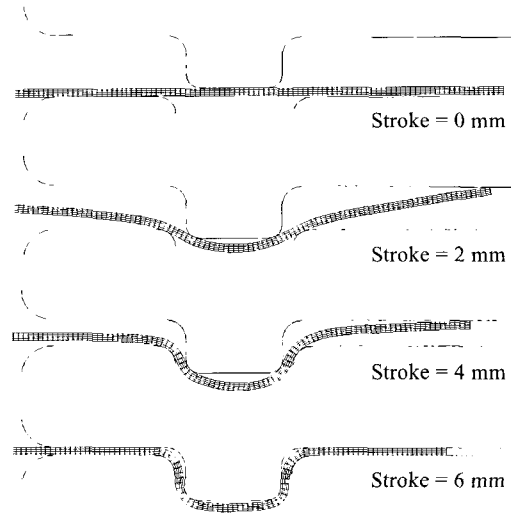 Stroke = 0 mm
Stroke = 2 mm
Stroke = 4 mm
Stroke = 6 mm